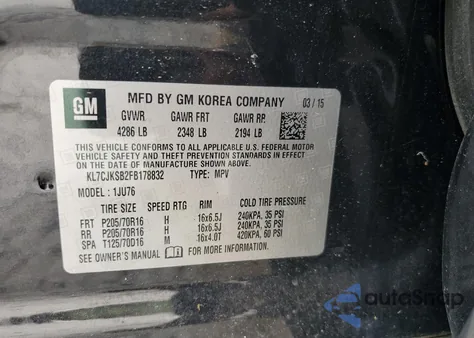 GM
MFD BY GM KOREA COMPANY 03 / 15
GVWR GAWR FRT GAWR RR
4286 LB 2348 LB 2194 LB
THIS VEHICLE CONFORMS TO ALL APPLICABLE U.S. FEDERAL
MOTOR VEHICLE SAFETY, BUMPER, AND THEFT PREVENTION
STANDARDS IN EFFECT ON THE DATE OF MANUFACTURE SHOWN ABOVE.
KL7CJKSB2FB178832 TYPE: MPV
MODEL: 1JU76
TIRE SIZE SPEED RTG RIM COLD TIRE PRESSURE
FRT P205/70R16 H 16x6.5J 240KPA, 35 PSI
RR P205/70R16 H 16x6.5J 240KPA, 35 PSI
SPA T125/70D16 M 16x4.0T 420KPA, 60 PSI
SEE OWNER'S MANUAL FOR MORE INFORMATION.
autoSnap